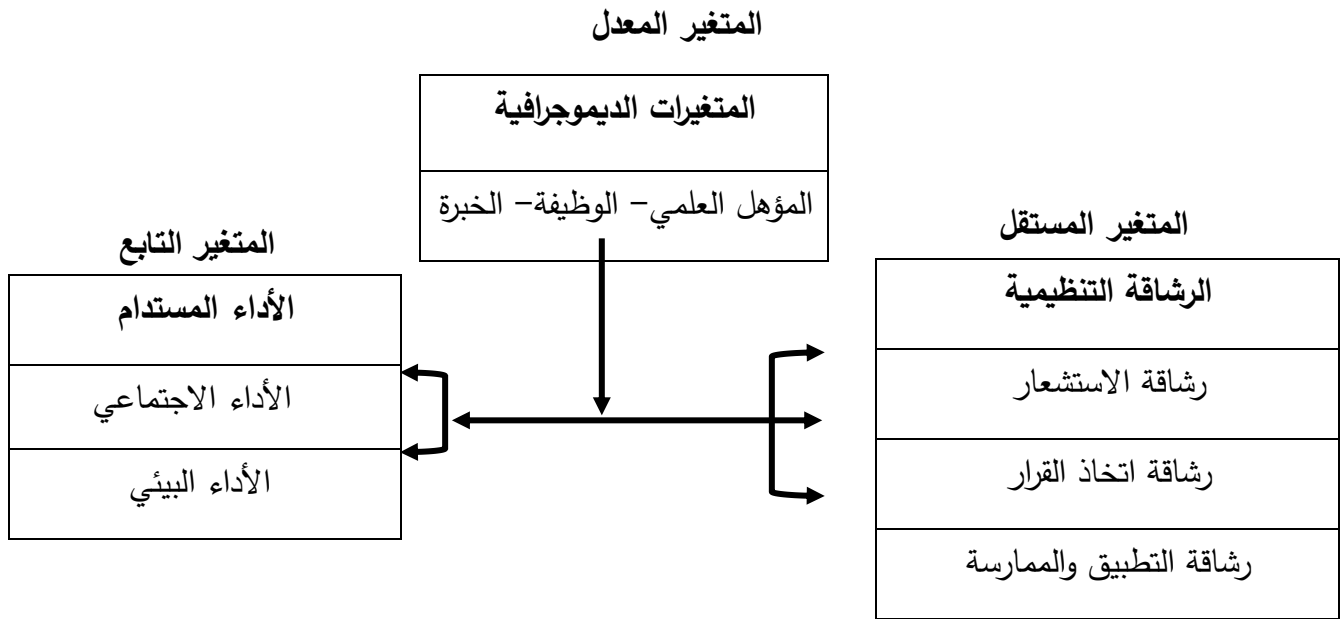 المتغير المعدل
المتغيرات الديموجرافية
المؤهل العلمي– الوظيفة– الخبرة
المتغير المستقل
الرشاقة التنظيمية
رشاقة الاستشعار
رشاقة اتخاذ القرار
رشاقة التطبيق والممارسة
المتغير التابع
الأداء المستدام
الأداء الاجتماعي
الأداء البيئي